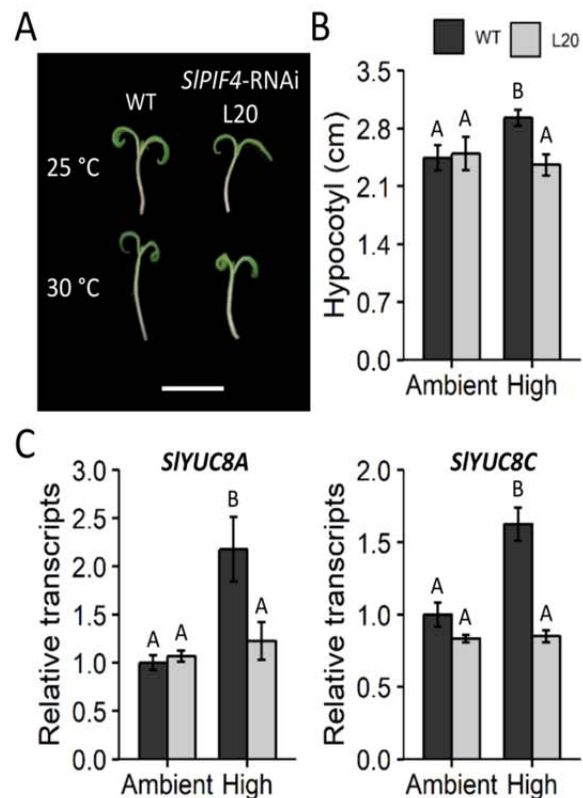 A
WT
SlPIF4-RNAi
L20
25 °C
30 °C
B
WT
L20
Hypocotyl (cm)
3.5
2.8
2.1
1.4
0.7
0.0
A
A
B
A
Ambient
High
C
SlYUC8A
Relative transcripts
3.0
2.5
2.0
1.5
1.0
0.5
0.0
A
A
B
A
Ambient
High
SlYUC8C
Relative transcripts
2.0
1.5
1.0
0.5
0.0
A
A
B
A
Ambient
High